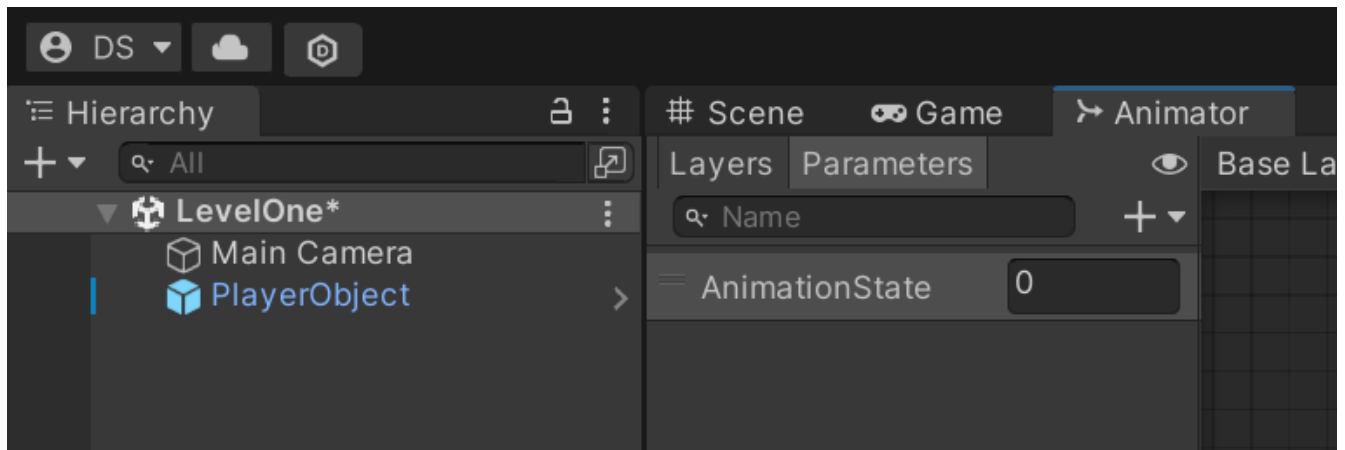 DS
Hierarchy
All
LevelOne*
Main Camera
PlayerObject
# Scene Game Animator
Layers Parameters Base La
Name
AnimationState 0